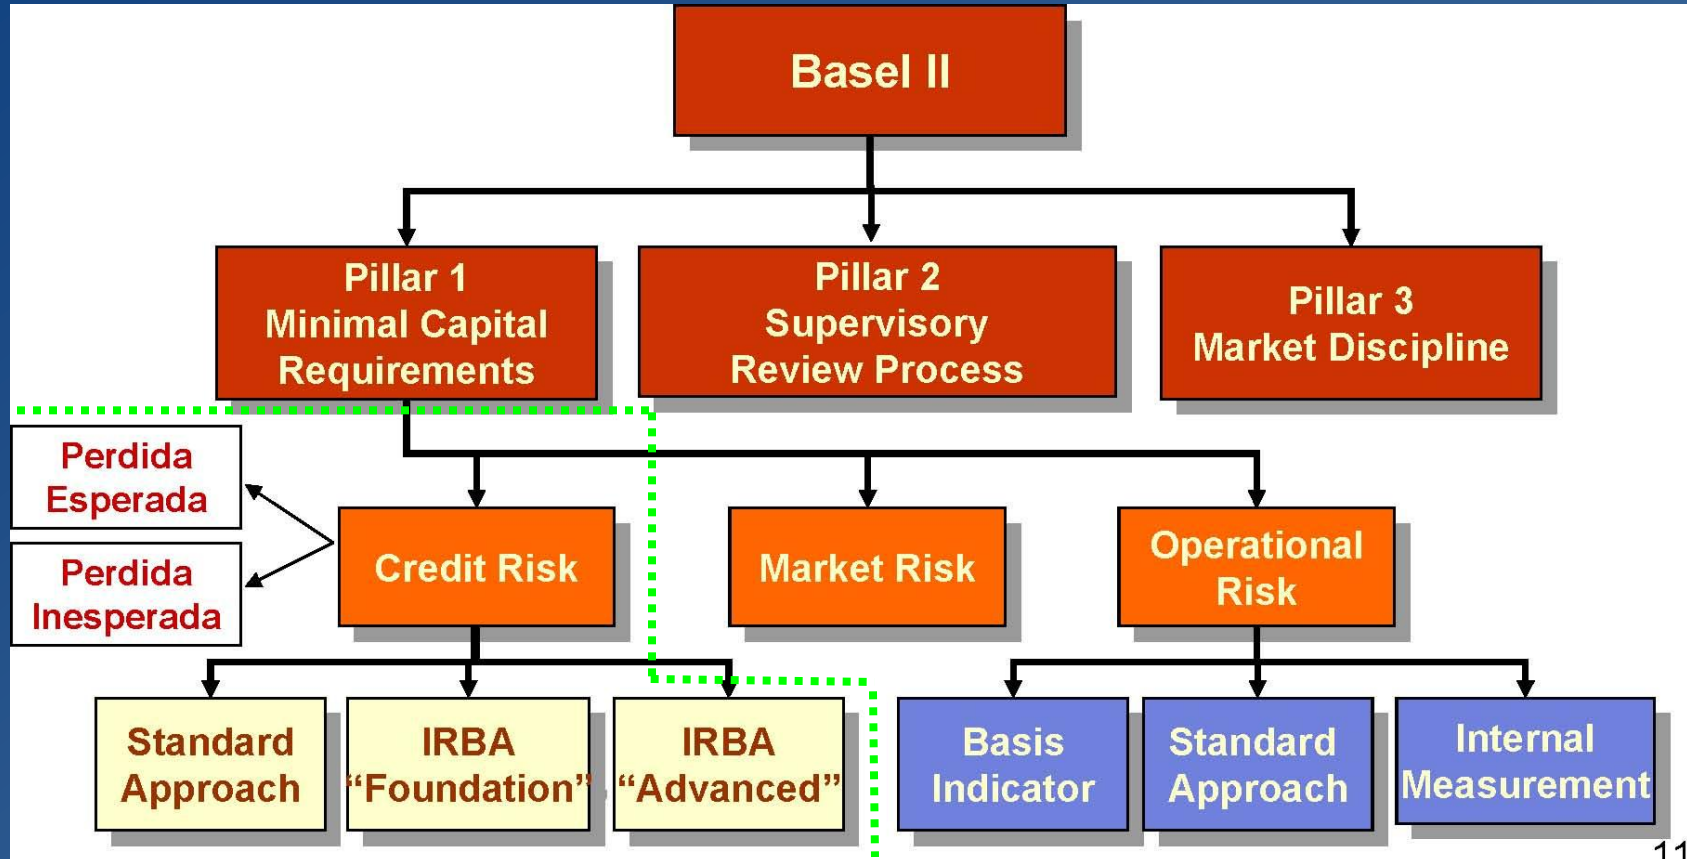 Basel II
Pillar 1
Minimal Capital
Requirements
Pillar 2
Supervisory
Review Process
Pillar 3
Market Discipline
Perdida
Esperada
Perdida
Inesperada
Credit Risk
Market Risk
Operational
Risk
Standard
Approach
IRBA
“Foundation”
IRBA
“Advanced”
Basis
Indicator
Standard
Approach
Internal
Measurement
11